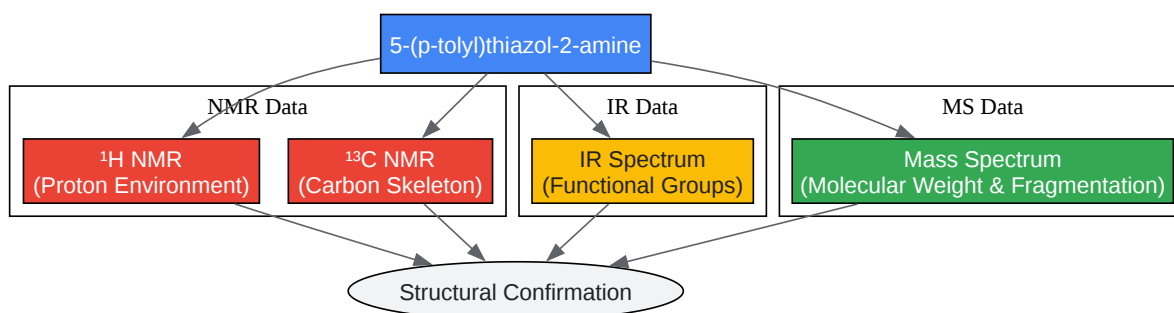 5-(p-tolyl)thiazol-2-amine
NMR Data
IR Data
MS Data
¹H NMR
(Proton Environment)
¹³C NMR
(Carbon Skeleton)
IR Spectrum
(Functional Groups)
Mass Spectrum
(Molecular Weight & Fragmentation)
Structural Confirmation